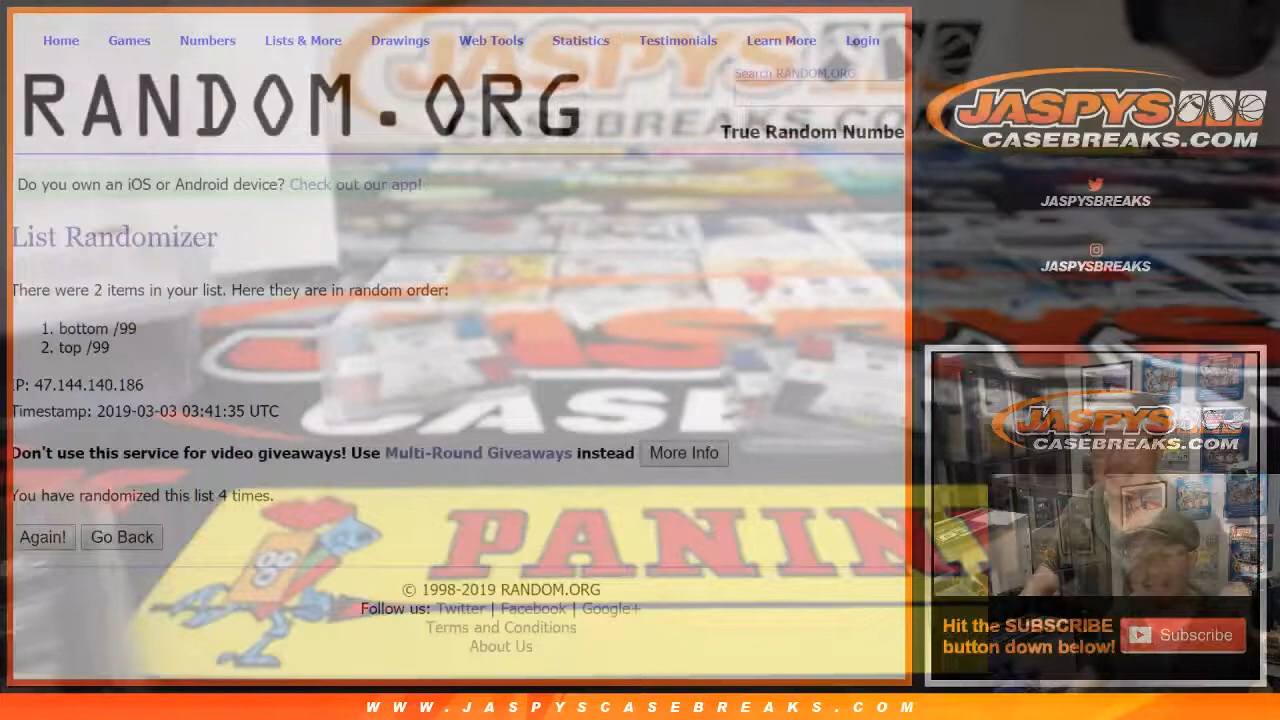 Home Games Numbers Lists & More Drawings Web Tools Statistics Testimonials Learn More Login
RANDOM.ORG
Search RANDOM.ORG
True Random Numbe
Do you own an iOS or Android device? Check out our app!
List Randomizer
There were 2 items in your list. Here they are in random order:
1. bottom /99
2. top /99
IP: 47.144.140.186
Timestamp: 2019-03-03 03:41:35 UTC
Don't use this service for video giveaways! Use Multi-Round Giveaways instead More Info
You have randomized this list 4 times.
Again! Go Back
© 1998-2019 RANDOM.ORG
Follow us: Twitter | Facebook | Google+
Terms and Conditions
About Us
PANINI
CASE
JASPYS
CASEBREAKS.COM
JASPYSBREAKS
JASPYSBREAKS
JASPYS
CASEBREAKS.COM
Hit the SUBSCRIBE
button down below!
Subscribe
WWW.JASPYSCASEBREAKS.COM